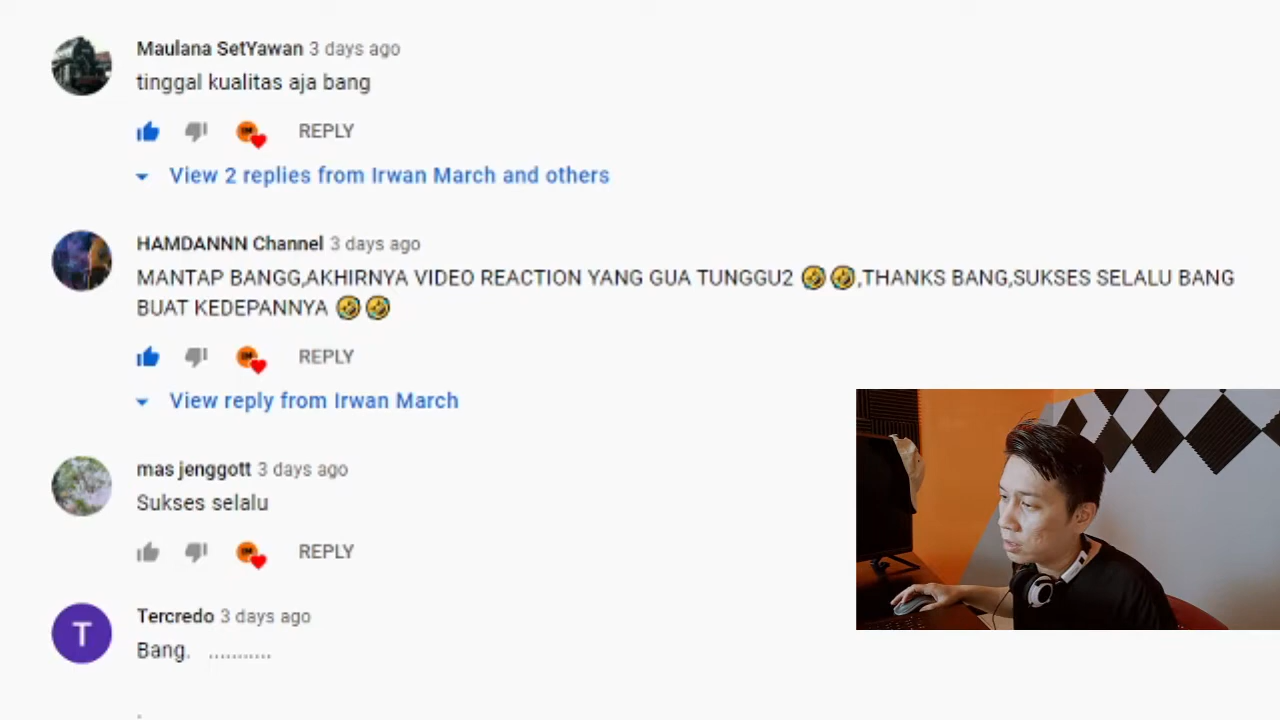 Maulana SetYawan 3 days ago
tinggal kualitas aja bang
REPLY
View 2 replies from Irwan March and others
HAMDANNN Channel 3 days ago
MANTAP BANGG,AKHIRNYA VIDEO REACTION YANG GUA TUNGGU2 🤣🤣,THANKS BANG,SUKSES SELALU BANG
BUAT KEDEPANNYA 🤣🤣
REPLY
View reply from Irwan March
mas jenggott 3 days ago
Sukses selalu
REPLY
T
Tercredo 3 days ago
Bang. ...........
.